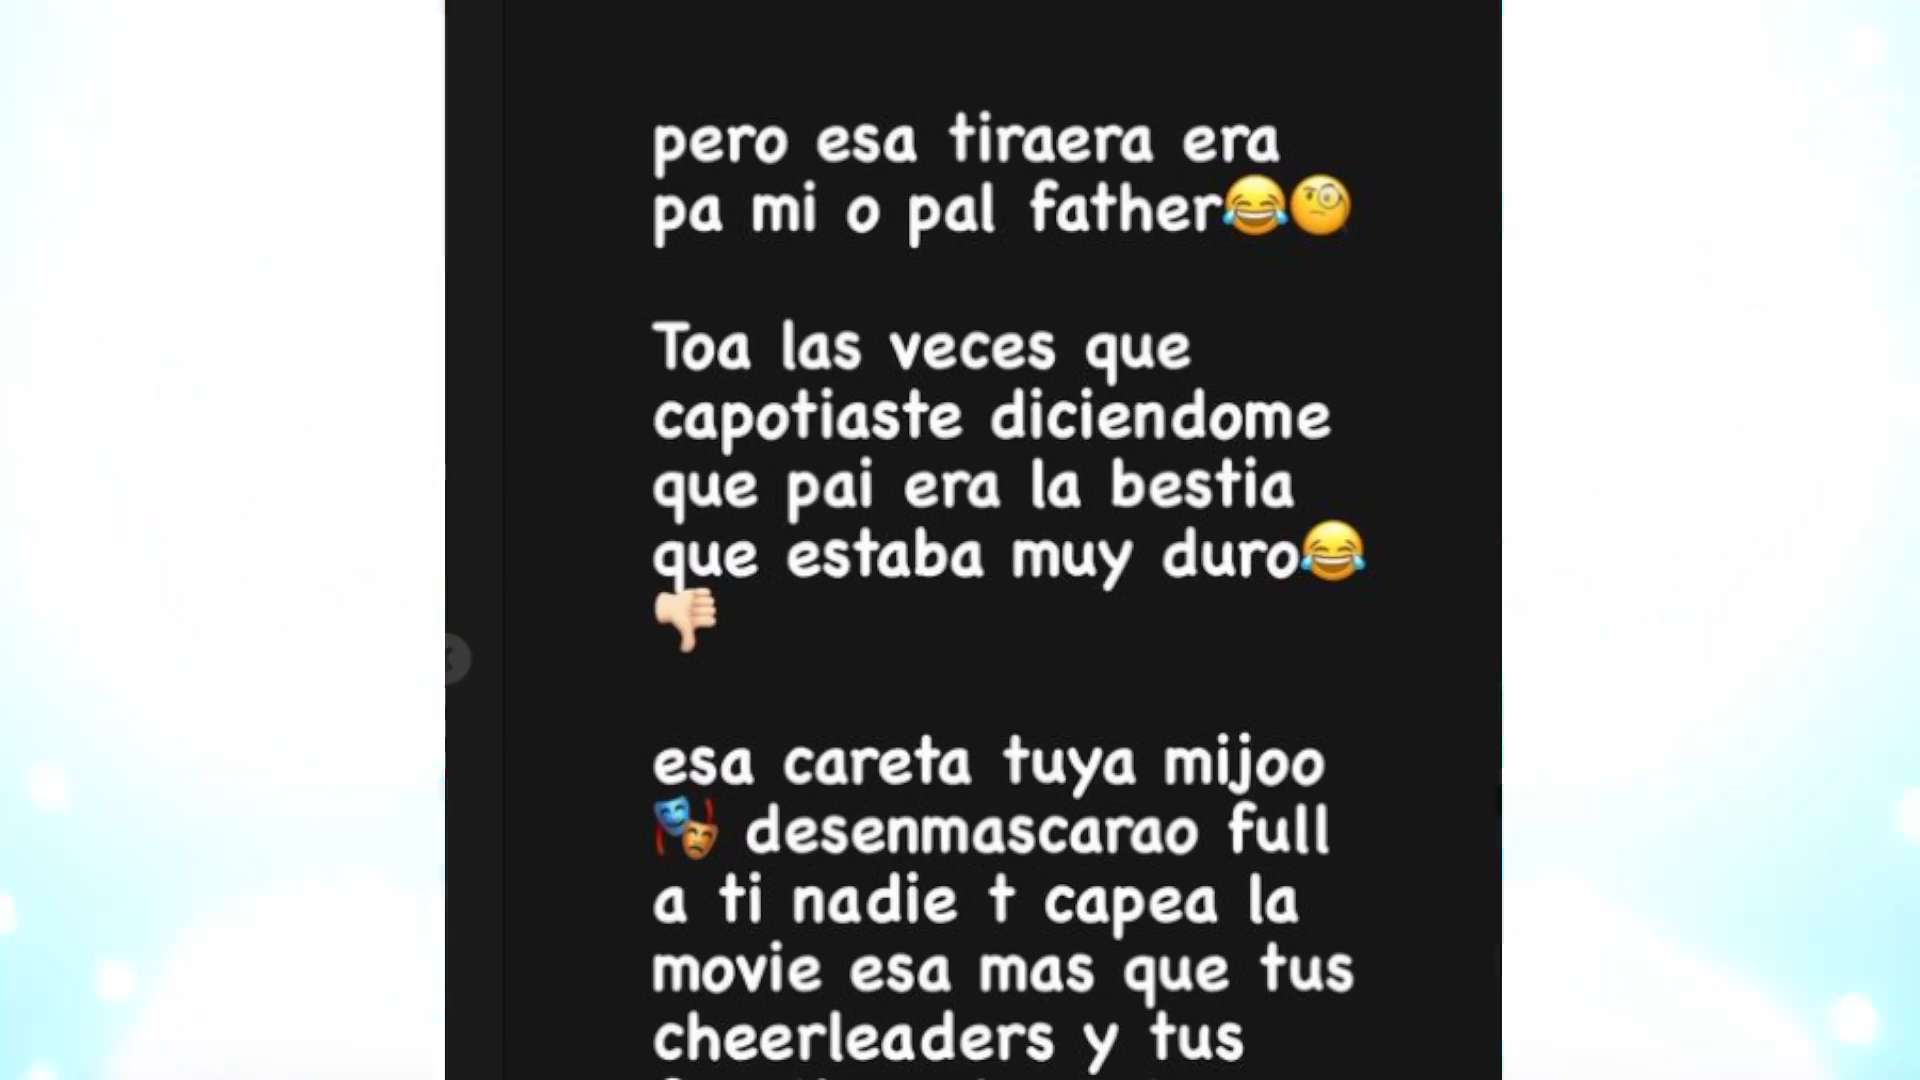 pero esa tiraera era
pa mi o pal father😂🧐
Toa las veces que
capotiaste diciendome
que pai era la bestia
que estaba muy duro😂
👎🏻
esa careta tuya mijoo
🎭 desenmascarao full
a ti nadie t capea la
movie esa mas que tus
cheerleaders y tus